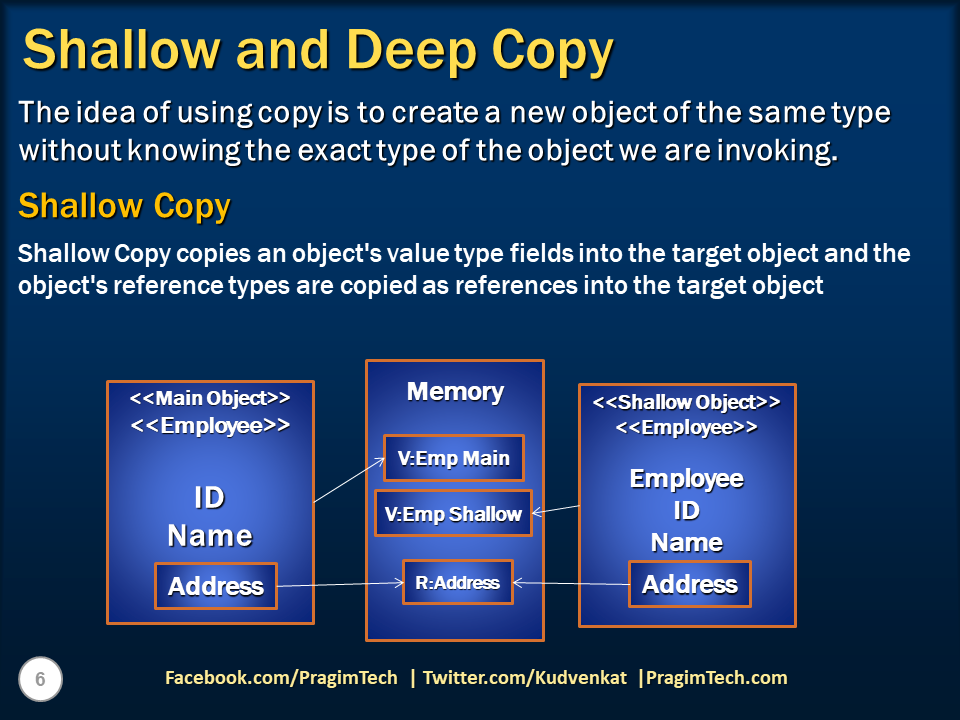 Shallow and Deep Copy
The idea of using copy is to create a new object of the same type
without knowing the exact type of the object we are invoking.
Shallow Copy
Shallow Copy copies an object's value type fields into the target object and the
object's reference types are copied as references into the target object
<<Main Object>>
<<Employee>>
ID
Name
Address
Memory
V:Emp Main
V:Emp Shallow
R:Address
<<Shallow Object>>
<<Employee>>
Employee
ID
Name
Address
6
Facebook.com/PragimTech | Twitter.com/Kudvenkat |PragimTech.com